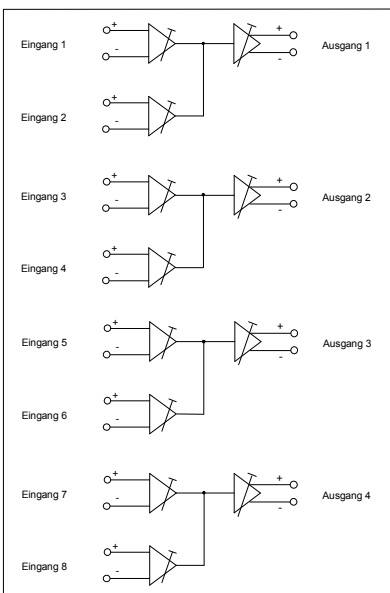 +
+
Eingang 1
Ausgang 1
-
-
+
Eingang 2
-
+
+
Eingang 3
Ausgang 2
-
-
+
Eingang 4
-
+
+
Eingang 5
Ausgang 3
-
-
+
Eingang 6
-
+
+
Eingang 7
Ausgang 4
-
-
+
Eingang 8
-